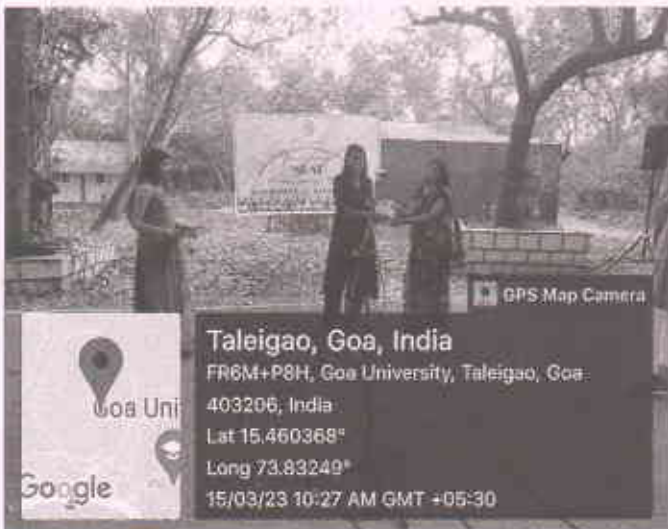 GPS Map Camera
Taleigao, Goa, India
FR6M+P8H, Goa University, Taleigao, Goa
403206, India
Lat 15.460368°
Long 73.83249°
15/03/23 10:27 AM GMT +05:30
Goa Uni
Google